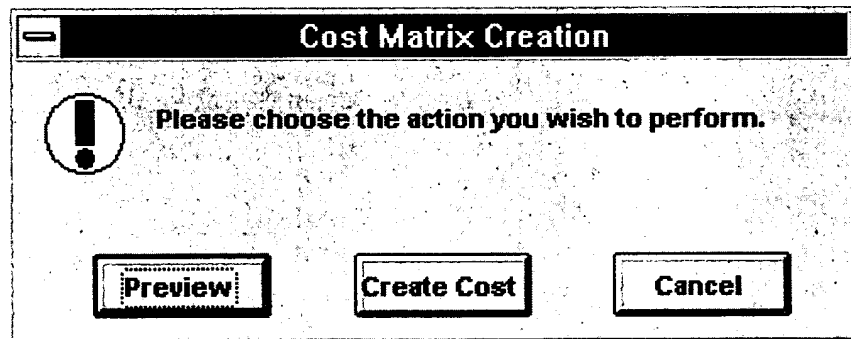 Cost Matrix Creation
Please choose the action you wish to perform.
Preview Create Cost Cancel